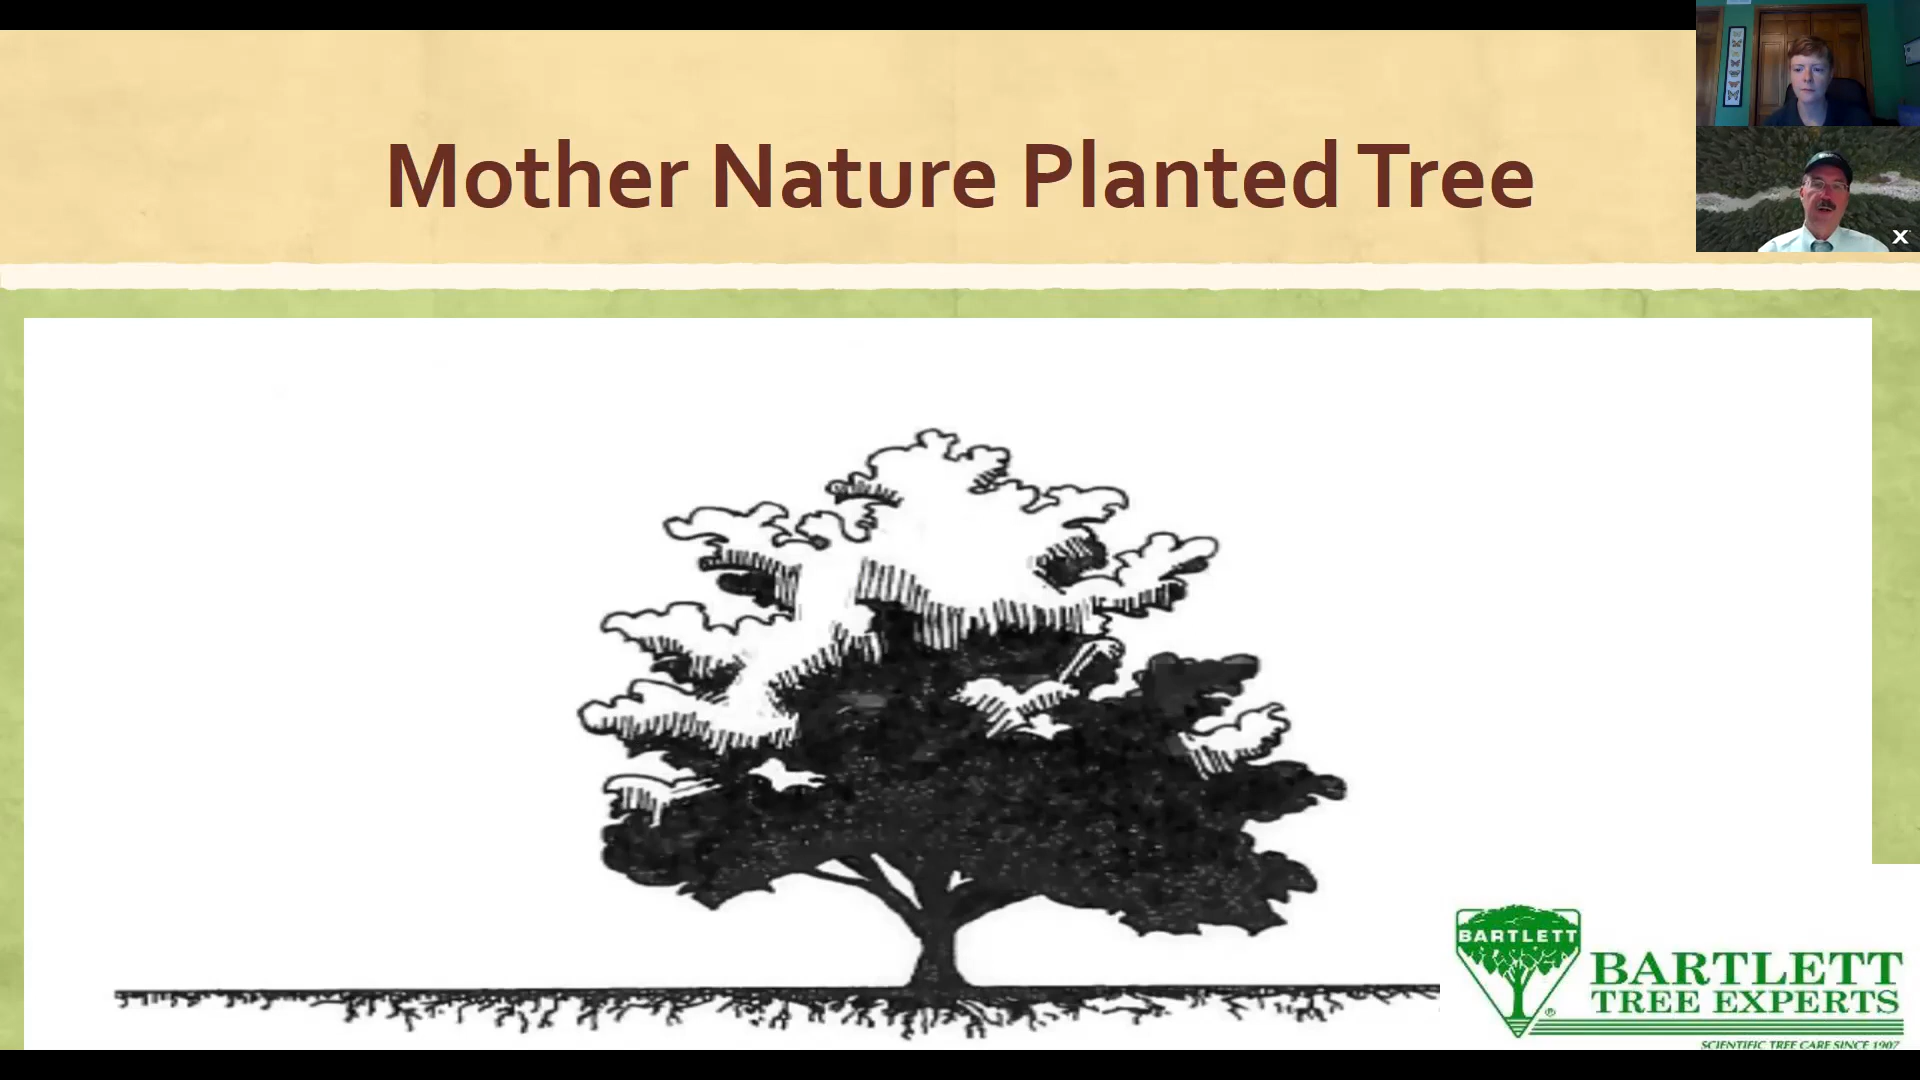 Mother Nature Planted Tree
X
BARTLETT
BARTLETT
TREE EXPERTS
®
SCIENTIFIC TREE CARE SINCE 1907